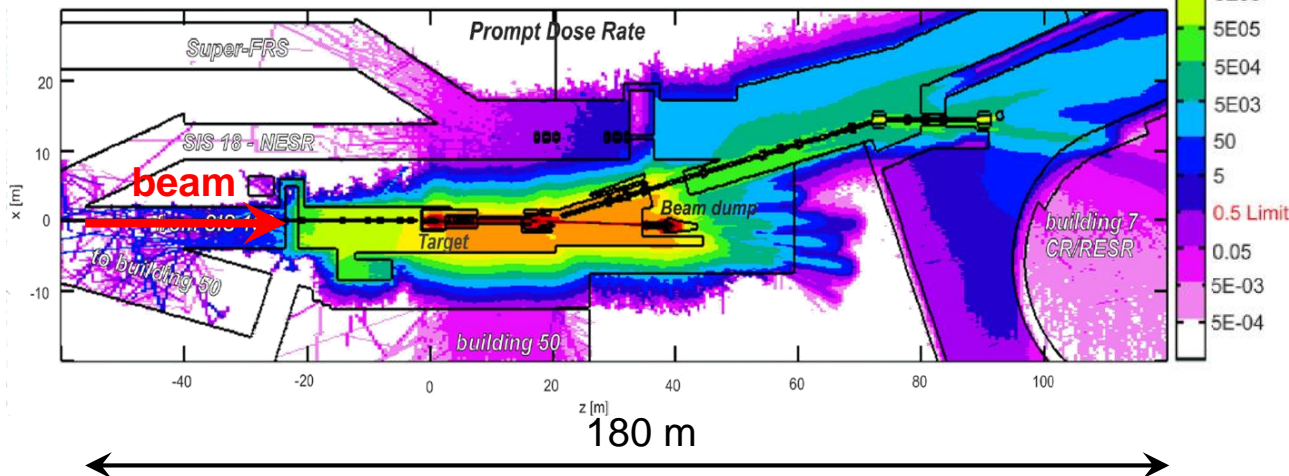 Prompt Dose Rate
Super-FRS
SIS 18 - NESR
beam
to building 50
Target
Beam dump
building 50
building 7
CR/RESR
x [m]
20
10
0
-10
-40
-20
0
20
40
60
80
100
z [m]
180 m
5E05
5E04
5E03
50
5
0.5 Limit
0.05
5E-03
5E-04